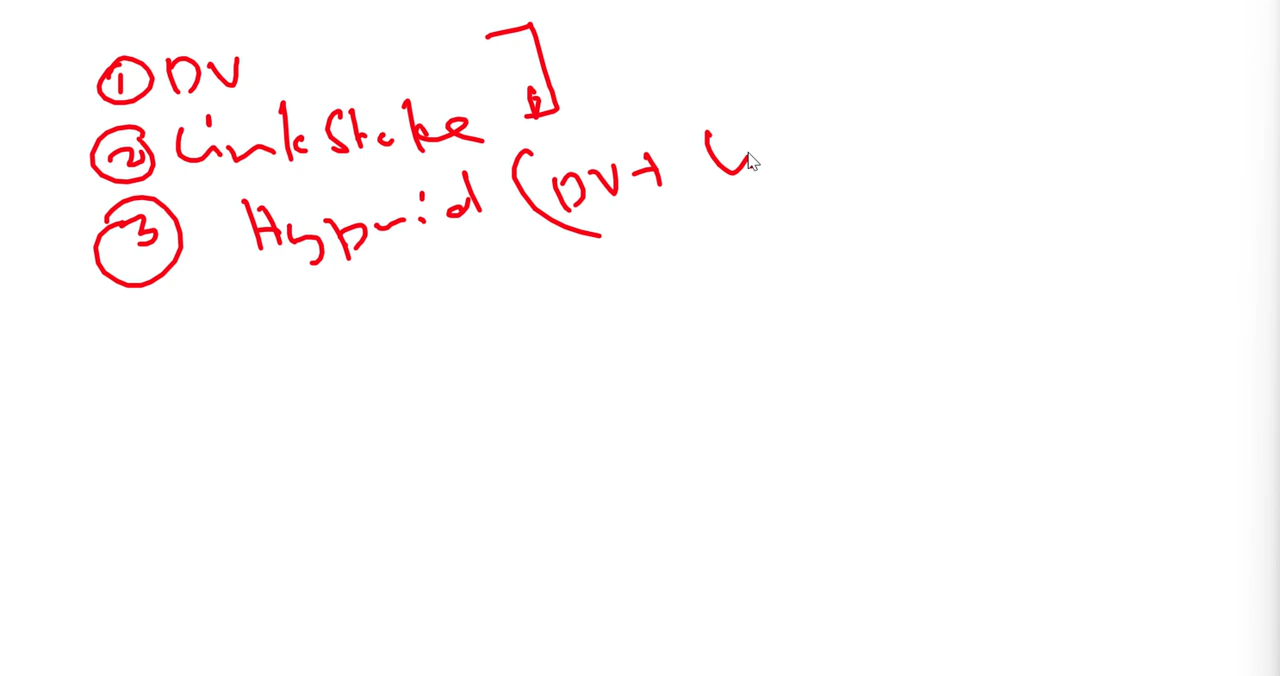 ① DV
② Link State
③ Hybrid (DV+ L